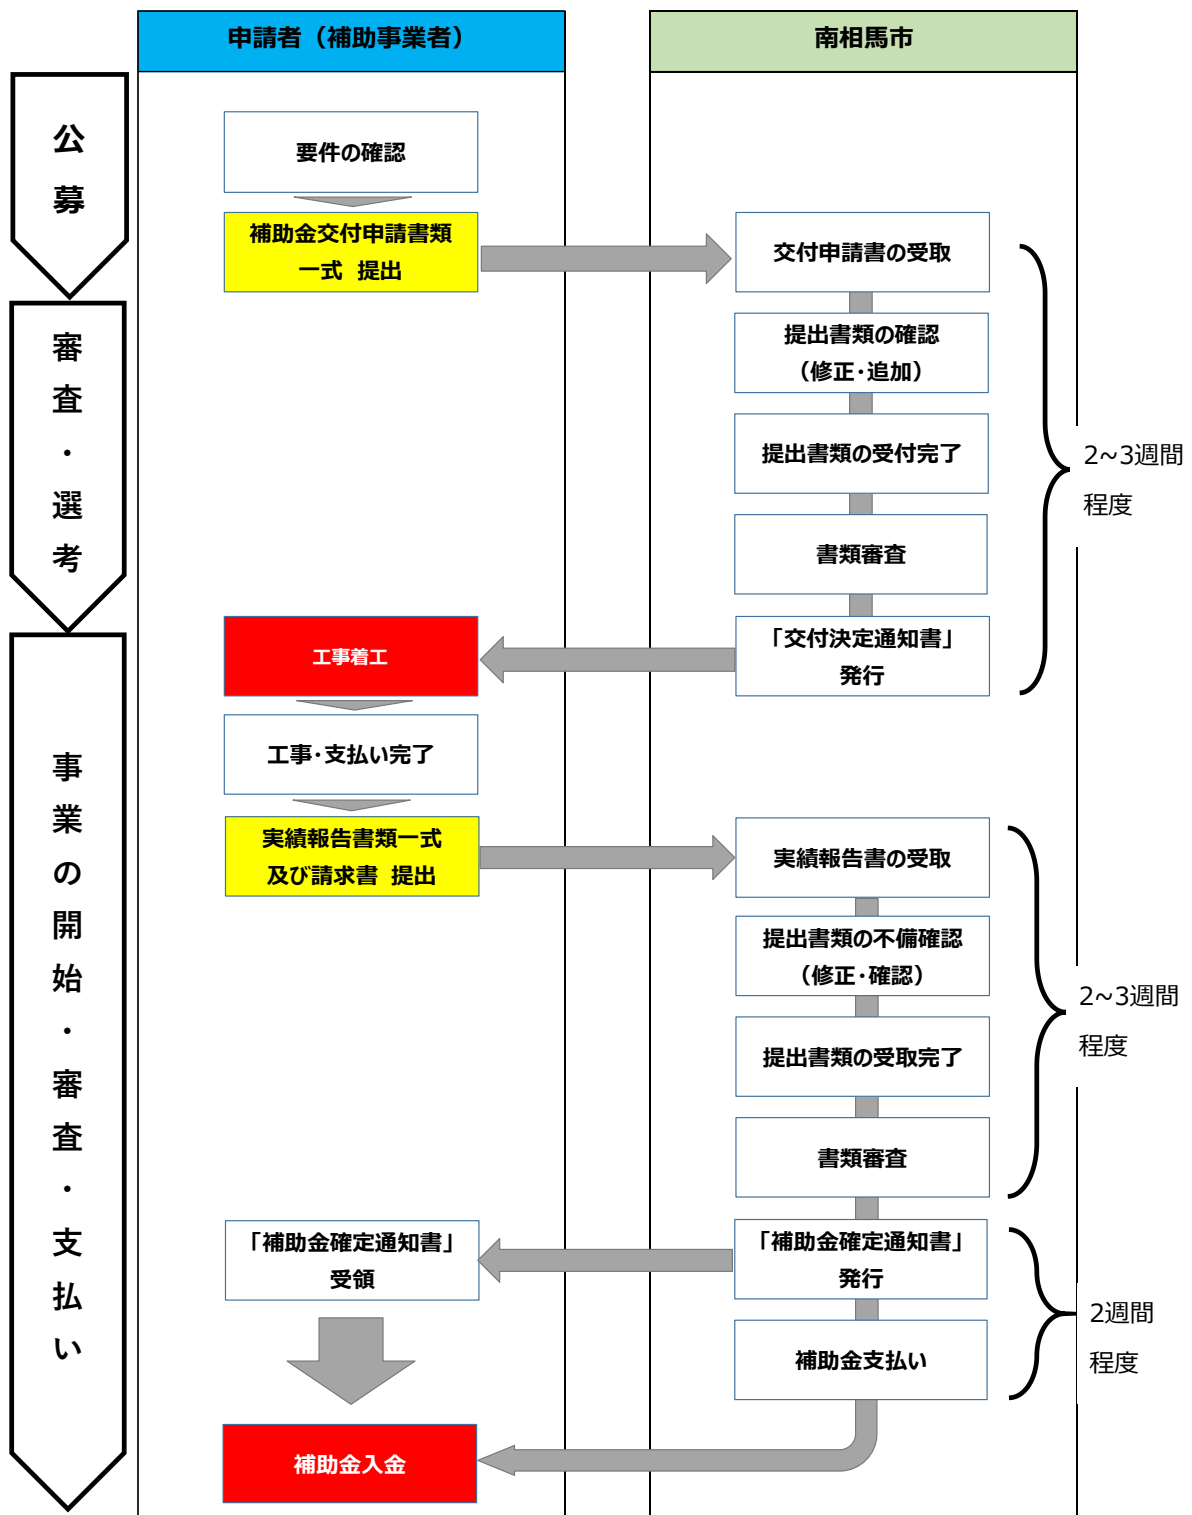 申請者（補助事業者）
南相馬市
公募
要件の確認
補助金交付申請書類
一式 提出
交付申請書の受取
審査・選考
提出書類の確認
（修正・追加）
提出書類の受付完了
2~3週間
程度
書類審査
「交付決定通知書」
発行
工事着工
事業の開始・審査・支払い
工事・支払い完了
実績報告書類一式
及び請求書 提出
実績報告書の受取
提出書類の不備確認
（修正・確認）
2~3週間
程度
提出書類の受取完了
書類審査
「補助金確定通知書」
発行
「補助金確定通知書」
受領
2週間
程度
補助金支払い
補助金入金